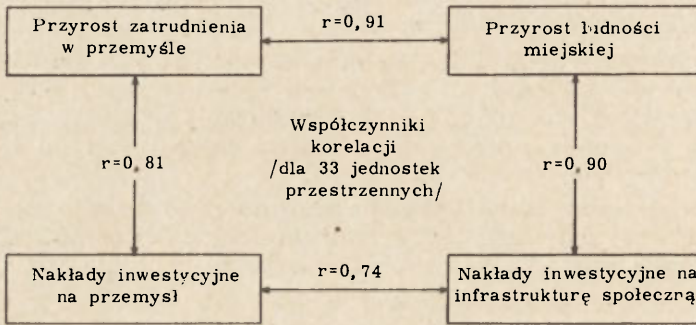 Przyrost zatrudnienia
w przemyśle
r=0,91
Przyrost ludności
miejskiej
Współczynniki
korelacji
/dla 33 jednostek
przestrzennych/
r=0,81
r=0,90
Nakłady inwestycyjne
na przemysł
r=0,74
Nakłady inwestycyjne na
infrastrukturę społeczną